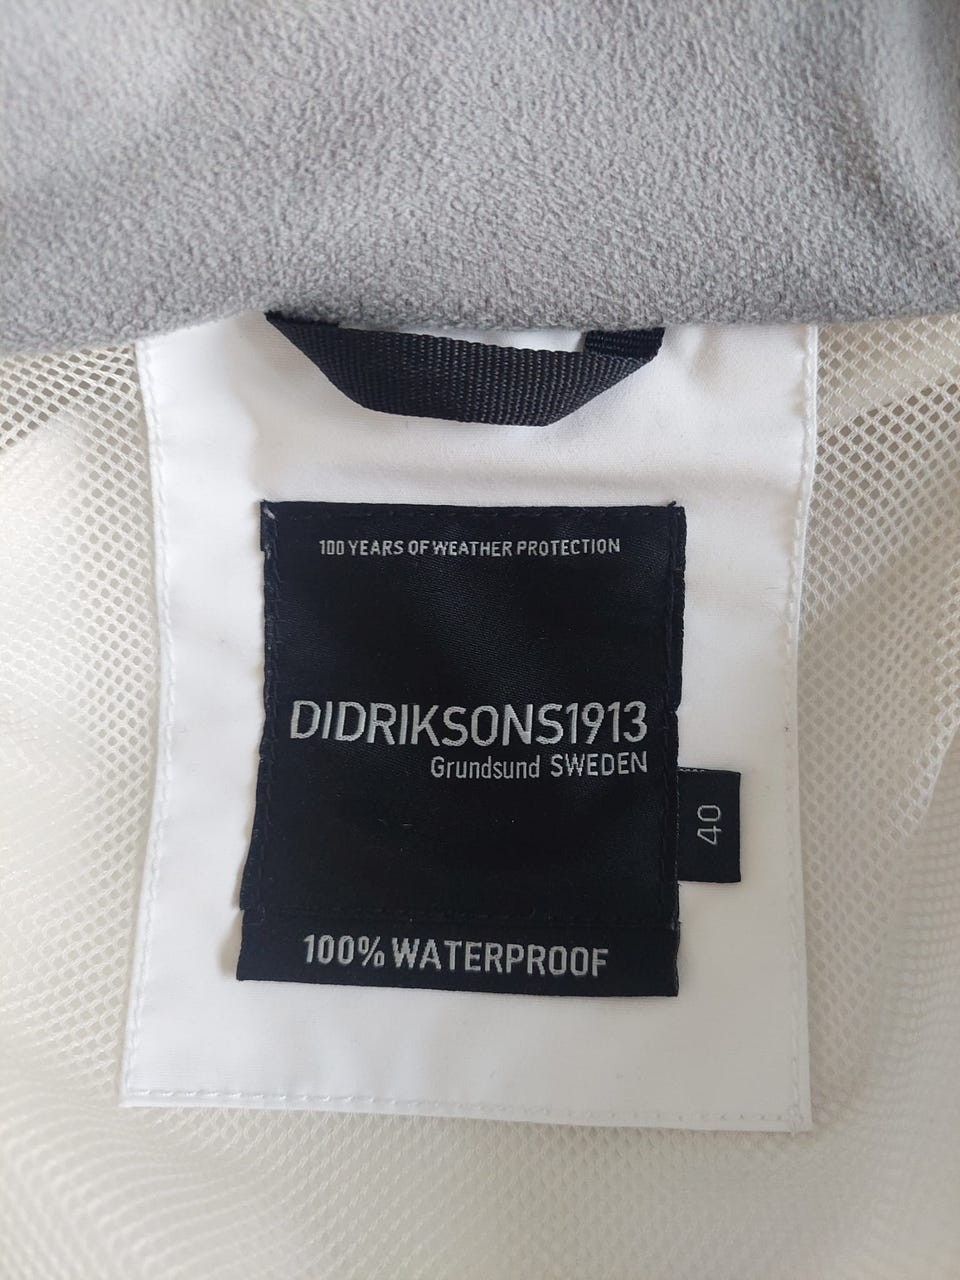 100 YEARS OF WEATHER PROTECTION
DIDRIKSONS1913
Grundsund SWEDEN
40
100% WATERPROOF